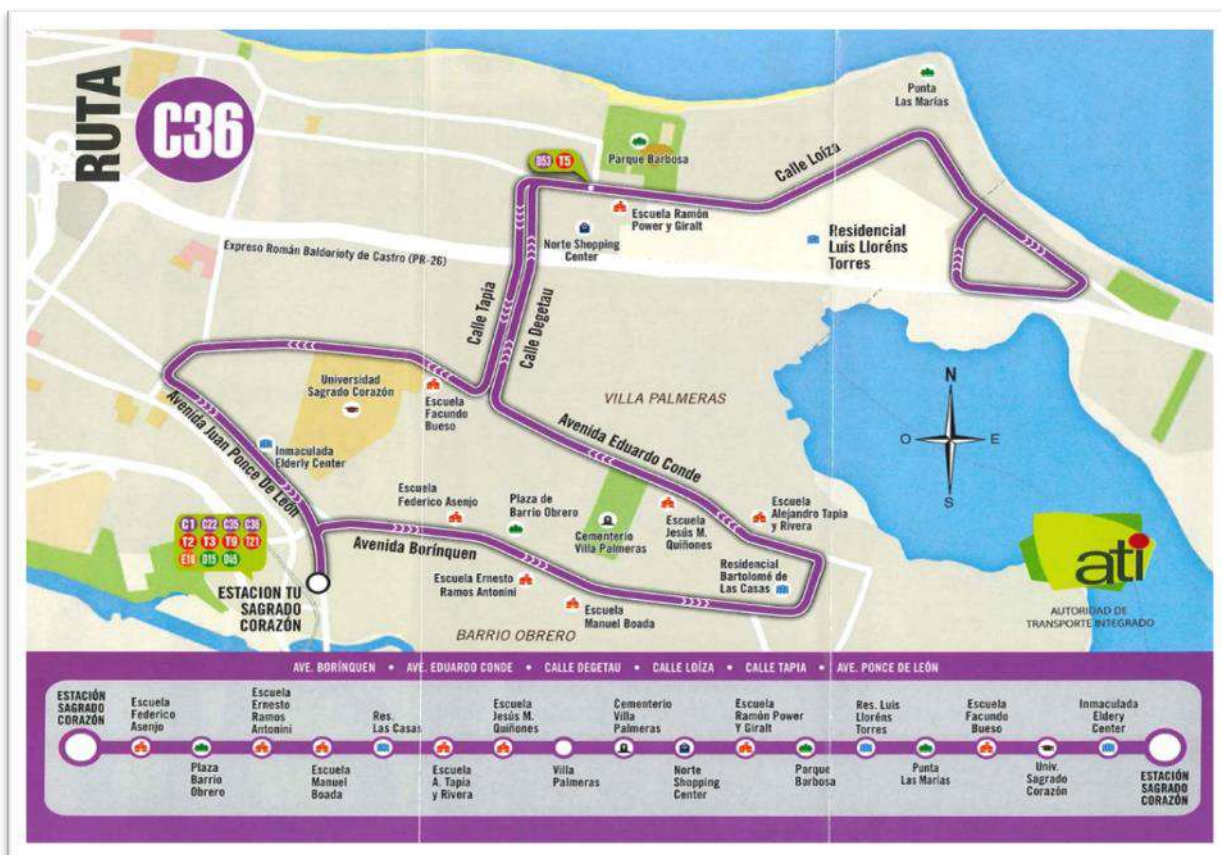 RUTA
C36
Punta
Las Marías
Parque Barbosa
D53 T5
Calle Loíza
Escuela Ramón
Power y Giralt
Norte Shopping
Center
Residencial
Luis Lloréns
Torres
Expreso Román Baldorioty de Castro (PR-26)
Calle Tapia
Calle Degetau
Universidad
Sagrado Corazón
Escuela
Facundo
Bueso
VILLA PALMERAS
Avenida Juan Ponce De León
Inmaculada
Elderly Center
Avenida Eduardo Conde
N
O
E
S
Escuela
Federico Asenjo
Plaza de
Barrio Obrero
Cementerio
Villa Palmeras
Escuela
Jesús M.
Quiñones
Escuela
Alejandro Tapia
y Rivera
C1 C22 C35 C36
T2 T3 T9 T21
E10 D15 D45
ESTACION TU
SAGRADO
CORAZÓN
Avenida Borínquen
Escuela Ernesto
Ramos Antonini
Escuela
Manuel Boada
Residencial
Bartolomé de
Las Casas
BARRIO OBRERO
ati
AUTORIDAD DE
TRANSPORTE INTEGRADO
AVE. BORÍNQUEN • AVE. EDUARDO CONDE • CALLE DEGETAU • CALLE LOÍZA • CALLE TAPIA • AVE. PONCE DE LEÓN
ESTACIÓN
SAGRADO
CORAZÓN
Escuela
Federico
Asenjo
Plaza
Barrio
Obrero
Escuela
Ernesto
Ramos
Antonini
Escuela
Manuel
Boada
Res.
Las Casas
Escuela
A. Tapia
y Rivera
Escuela
Jesús M.
Quiñones
Villa
Palmeras
Cementerio
Villa
Palmeras
Norte
Shopping
Center
Escuela
Ramón Power
Y Giralt
Parque
Barbosa
Res. Luis
Lloréns
Torres
Punta
Las Marías
Escuela
Facundo
Bueso
Univ.
Sagrado
Corazón
Inmaculada
Eldery
Center
ESTACIÓN
SAGRADO
CORAZÓN